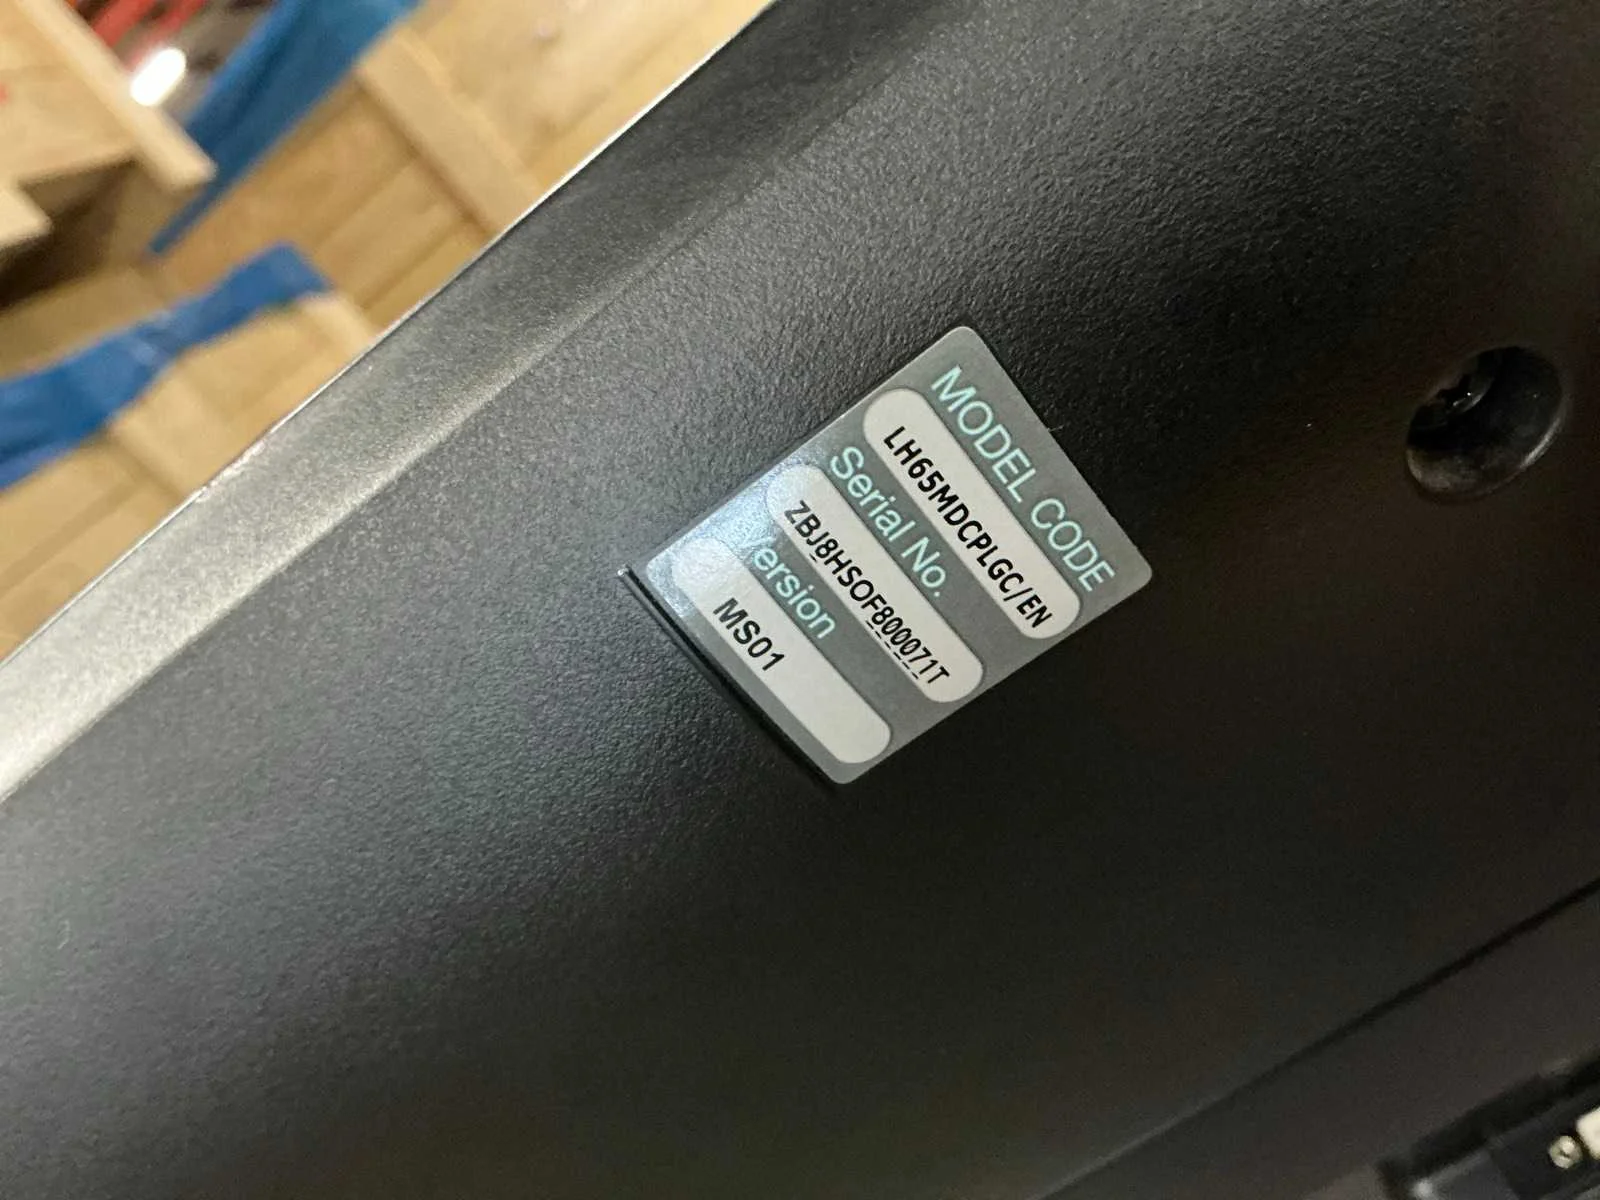 MODEL CODE
LH65MDCPLGC/EN
Serial No.
ZBJ8HSOF800071T
Version
MS01